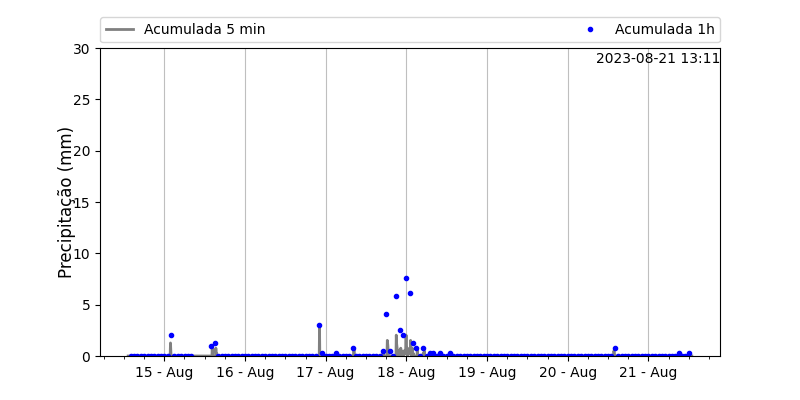 Acumulada 5 min
Acumulada 1h
2023-08-21 13:11
Precipitação (mm)
30
25
20
15
10
5
0
15 - Aug
16 - Aug
17 - Aug
18 - Aug
19 - Aug
20 - Aug
21 - Aug